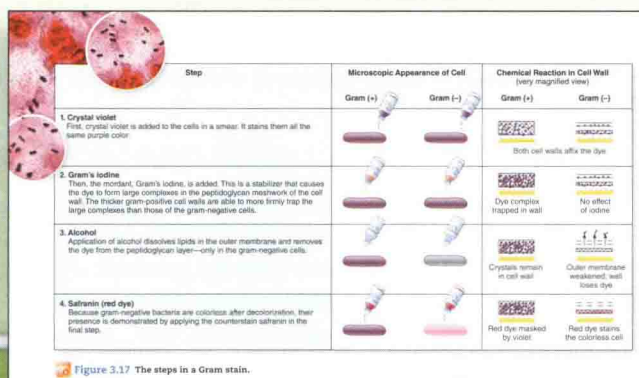 Step
Microscopic Appearance of Cell
Chemical Reaction in Cell Wall
(very magnified view)
Gram (+)
Gram (−)
Gram (+)
Gram (−)
1. Crystal violet
First, crystal violet is added to the cells in a smear. It stains them all the
same purple color.
Both cell walls affix the dye
2. Gram's iodine
Then, the mordant, Gram's iodine, is added. This is a stabilizer that causes
the dye to form large complexes in the peptidoglycan meshwork of the cell
wall. The thicker gram-positive cell walls are able to more firmly trap the
large complexes than those of the gram-negative cells.
Dye complex
trapped in wall
No effect
of iodine
3. Alcohol
Application of alcohol dissolves lipids in the outer membrane and removes
the dye from the peptidoglycan layer—only in the gram-negative cells.
Crystals remain
in cell wall
Outer membrane
weakened; wall
loses dye
4. Safranin (red dye)
Because gram-negative bacteria are colorless after decolorization, their
presence is demonstrated by applying the counterstain safranin in the
final step.
Red dye masked
by violet
Red dye stains
the colorless cell
Figure 3.17 The steps in a Gram stain.